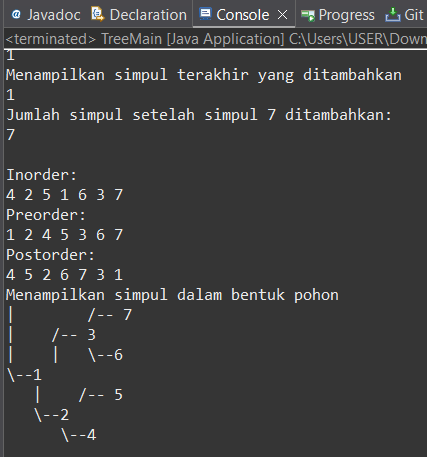 @ Javadoc Declaration Console × Progress Git
<terminated> TreeMain [Java Application] C:\Users\USER\Down
1
Menampilkan simpul terakhir yang ditambahkan
1
Jumlah simpul setelah simpul 7 ditambahkan:
7

Inorder:
4 2 5 1 6 3 7
Preorder:
1 2 4 5 3 6 7
Postorder:
4 5 2 6 7 3 1
Menampilkan simpul dalam bentuk pohon
|       /-- 7
|   /-- 3
|   |   \--6
\--1
   |   /-- 5
   \--2
      \--4